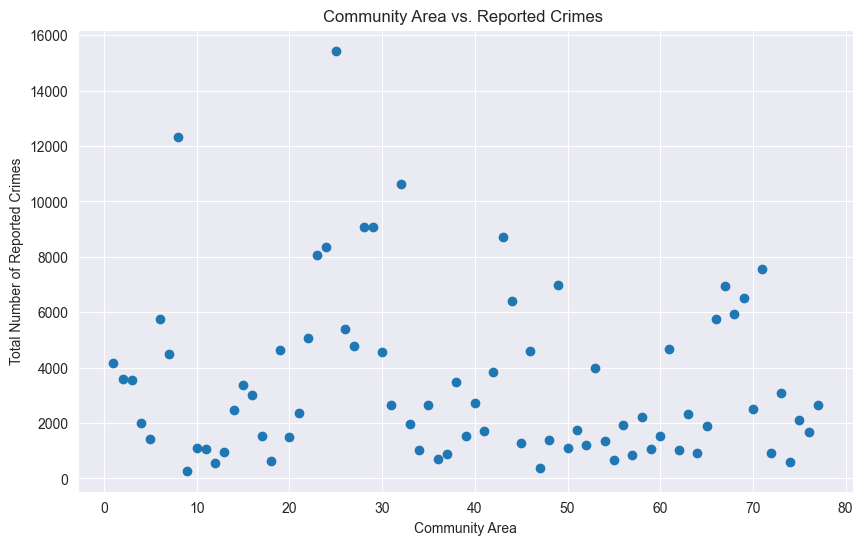 Community Area vs. Reported Crimes
Total Number of Reported Crimes
16000
14000
12000
10000
8000
6000
4000
2000
0
0 10 20 30 40 50 60 70 80
Community Area